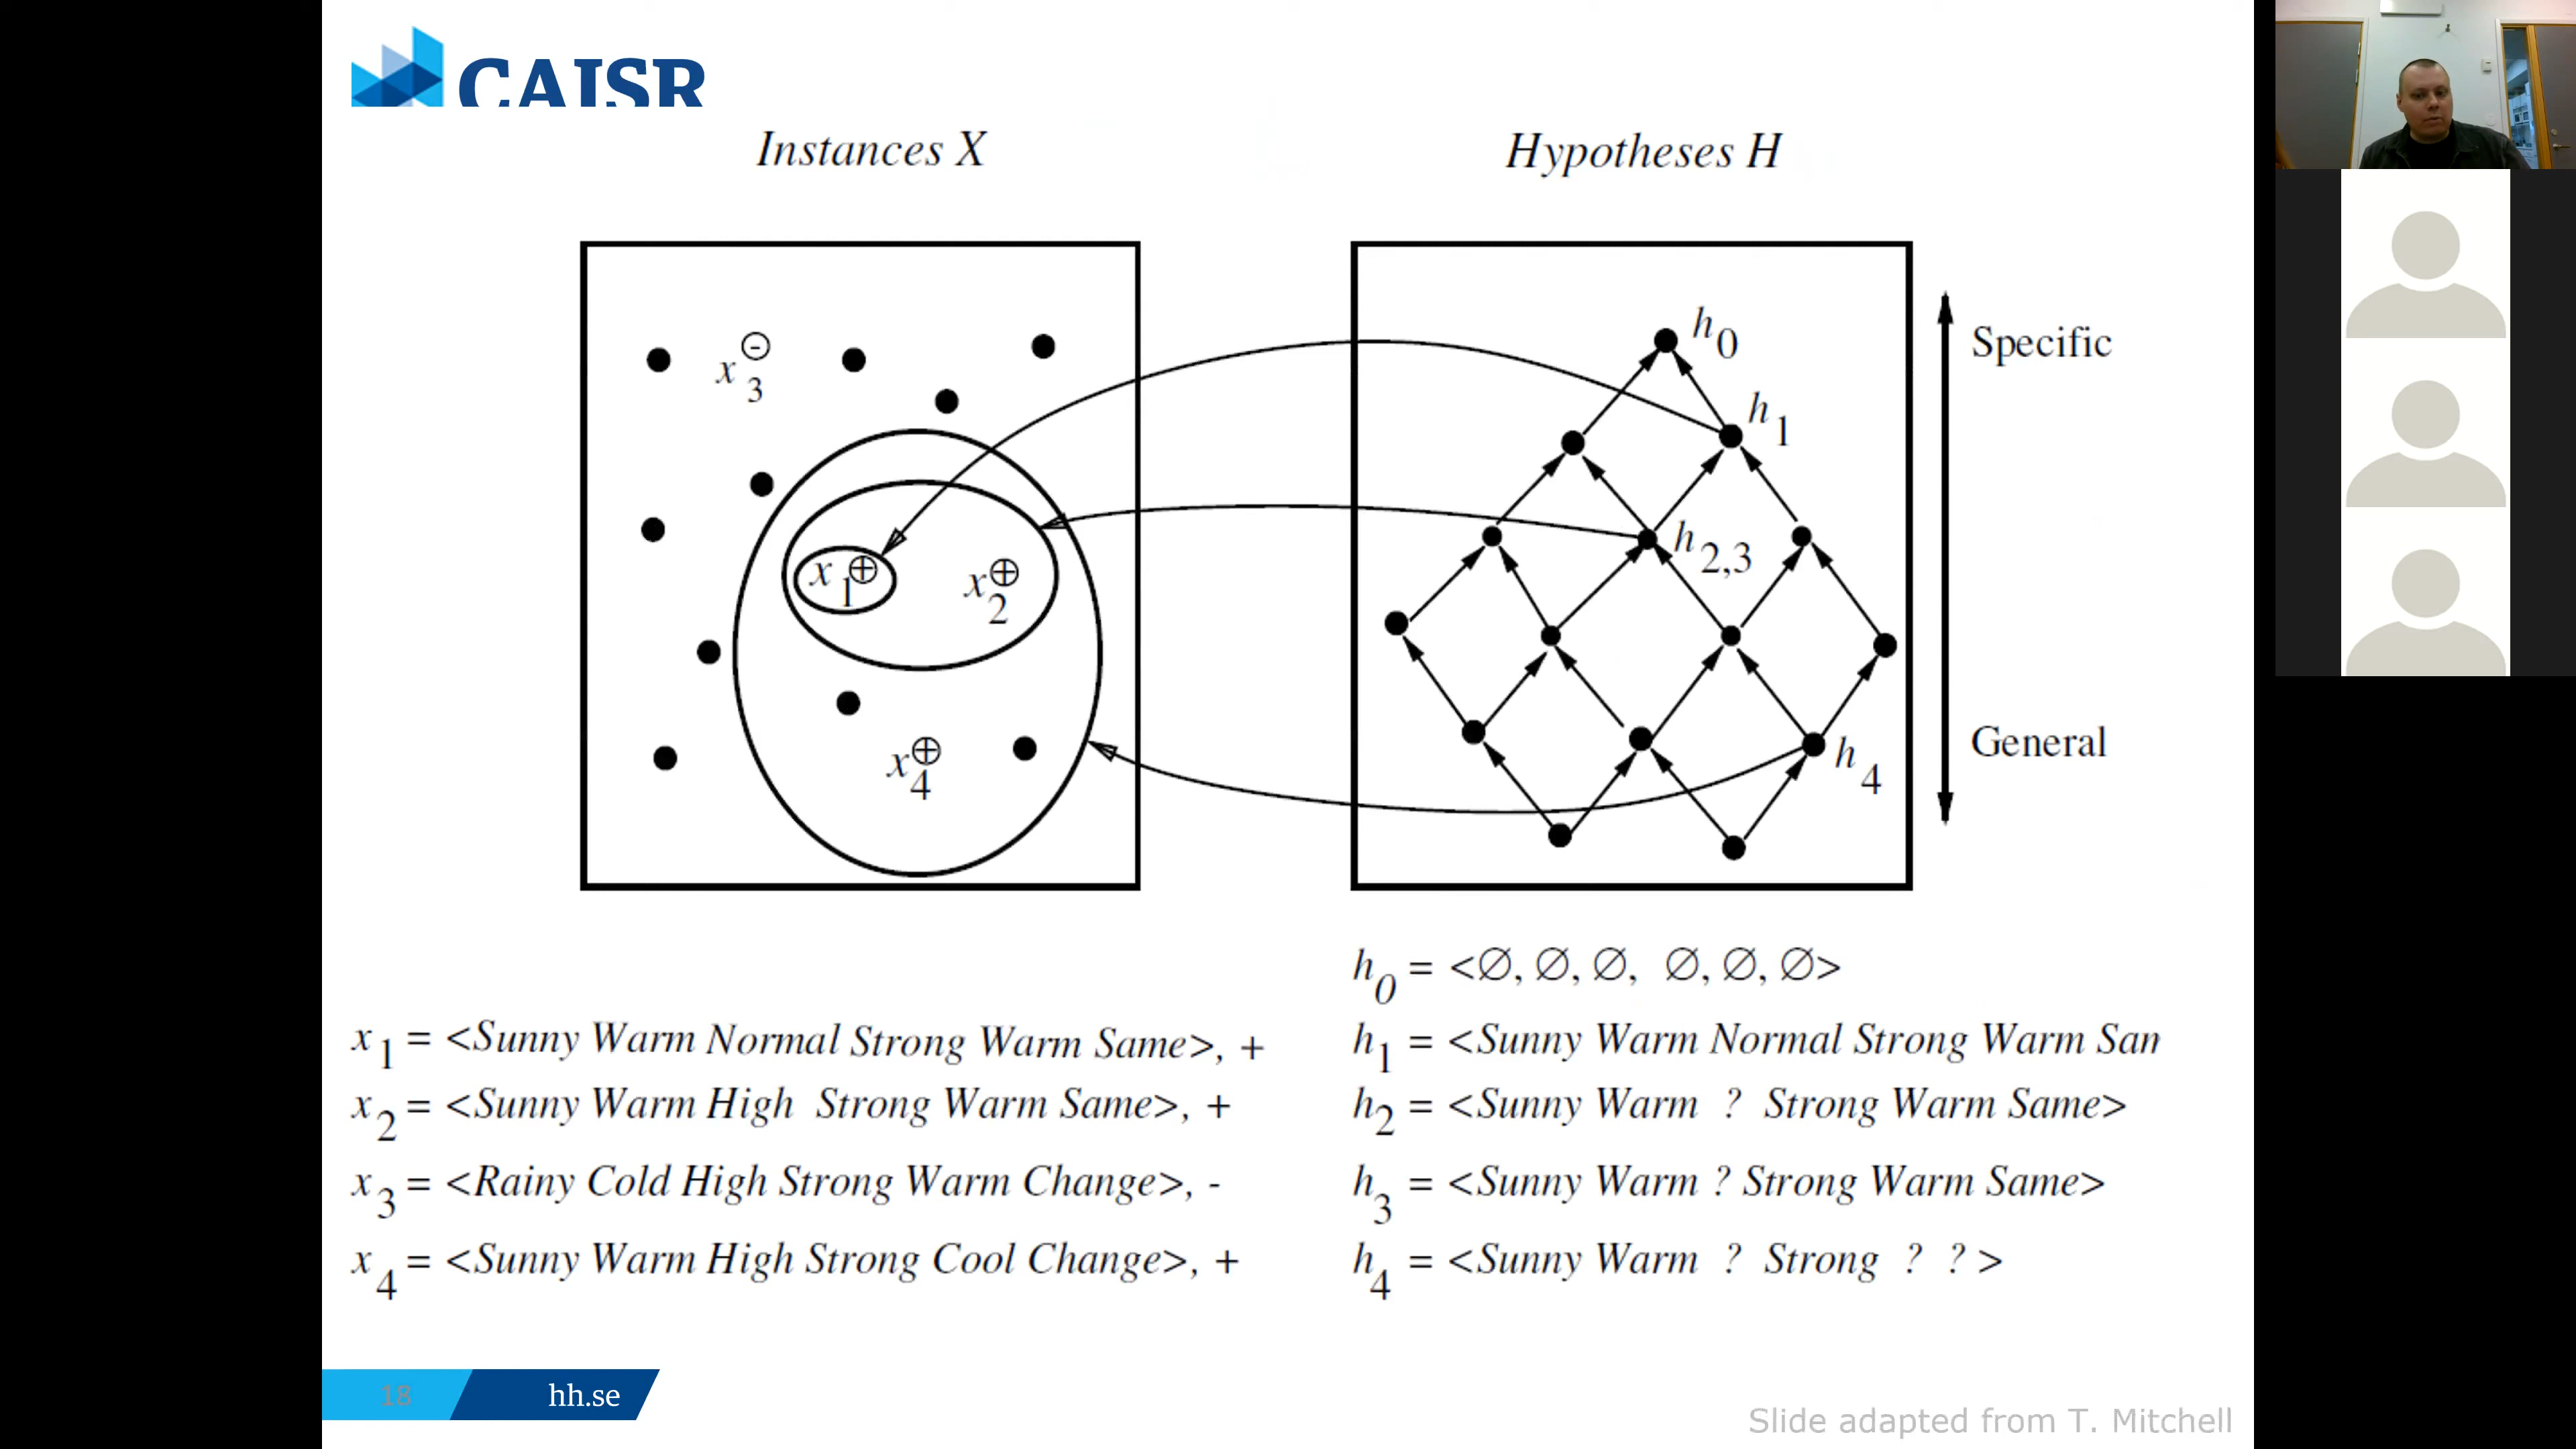 CAISR
Instances X
Hypotheses H
x3 -
h0
Specific
h1
x1 +
x2 +
h2,3
x4 +
General
h4
h0 = <∅, ∅, ∅, ∅, ∅, ∅>
x1 = <Sunny Warm Normal Strong Warm Same>, +
h1 = <Sunny Warm Normal Strong Warm San
x2 = <Sunny Warm High Strong Warm Same>, +
h2 = <Sunny Warm ? Strong Warm Same>
x3 = <Rainy Cold High Strong Warm Change>, -
h3 = <Sunny Warm ? Strong Warm Same>
x4 = <Sunny Warm High Strong Cool Change>, +
h4 = <Sunny Warm ? Strong ? ? >
18
hh.se
Slide adapted from T. Mitchell